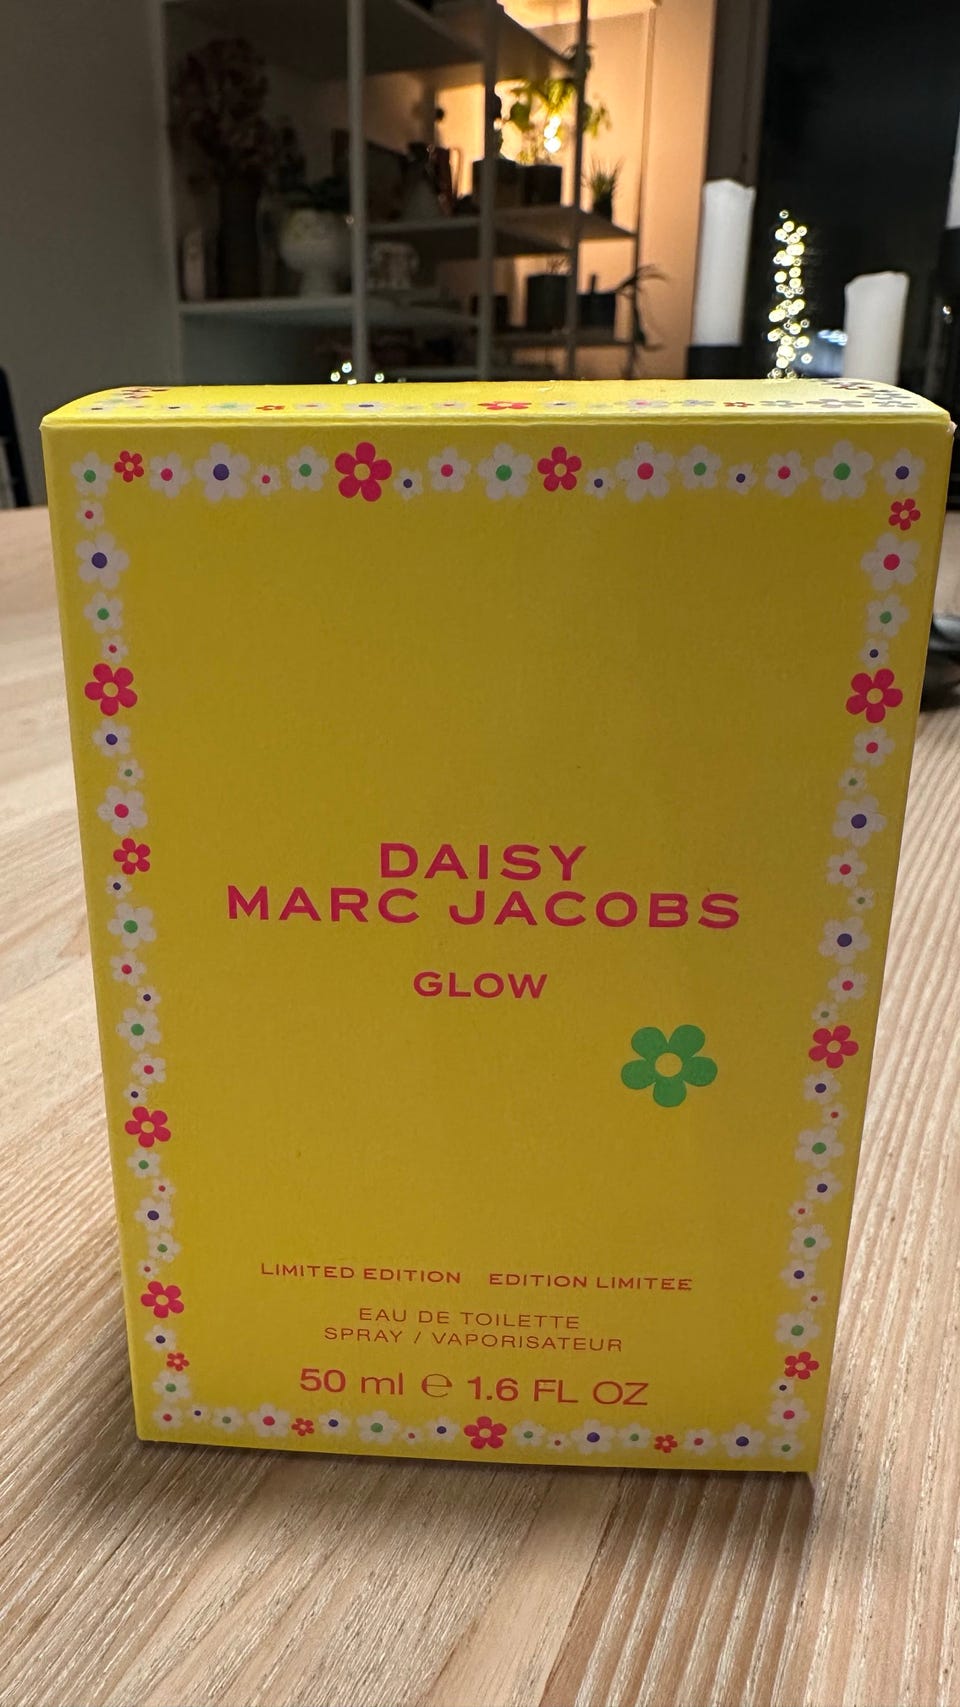 DAISY
MARC JACOBS
GLOW
LIMITED EDITION EDITION LIMITEE
EAU DE TOILETTE
SPRAY / VAPORISATEUR
50 ml ℮ 1.6 FL OZ